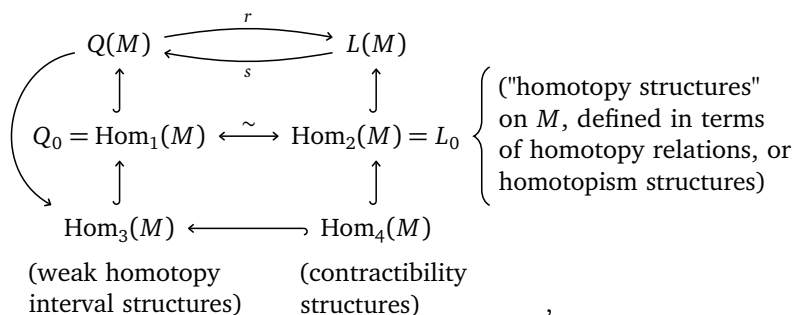 r
Q(M) L(M)
s
Q₀ = Hom₁(M) ∼ Hom₂(M) = L₀
("homotopy structures"
on M, defined in terms
of homotopy relations, or
homotopism structures)
Hom₃(M) Hom₄(M)
(weak homotopy
interval structures)
(contractibility
structures)
,